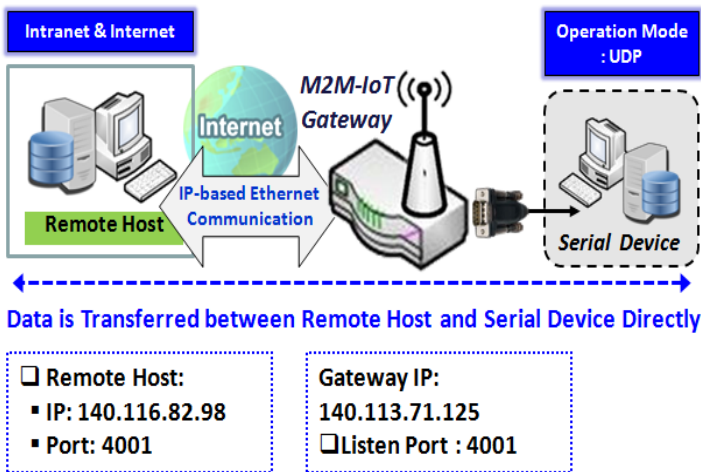 Intranet & Internet
Operation Mode
: UDP
M2M-IoT
Gateway
Internet
IP-based Ethernet
Communication
Remote Host
Serial Device
Data is Transferred between Remote Host and Serial Device Directly
❑ Remote Host:
▪ IP: 140.116.82.98
▪ Port: 4001
Gateway IP:
140.113.71.125
❑Listen Port : 4001